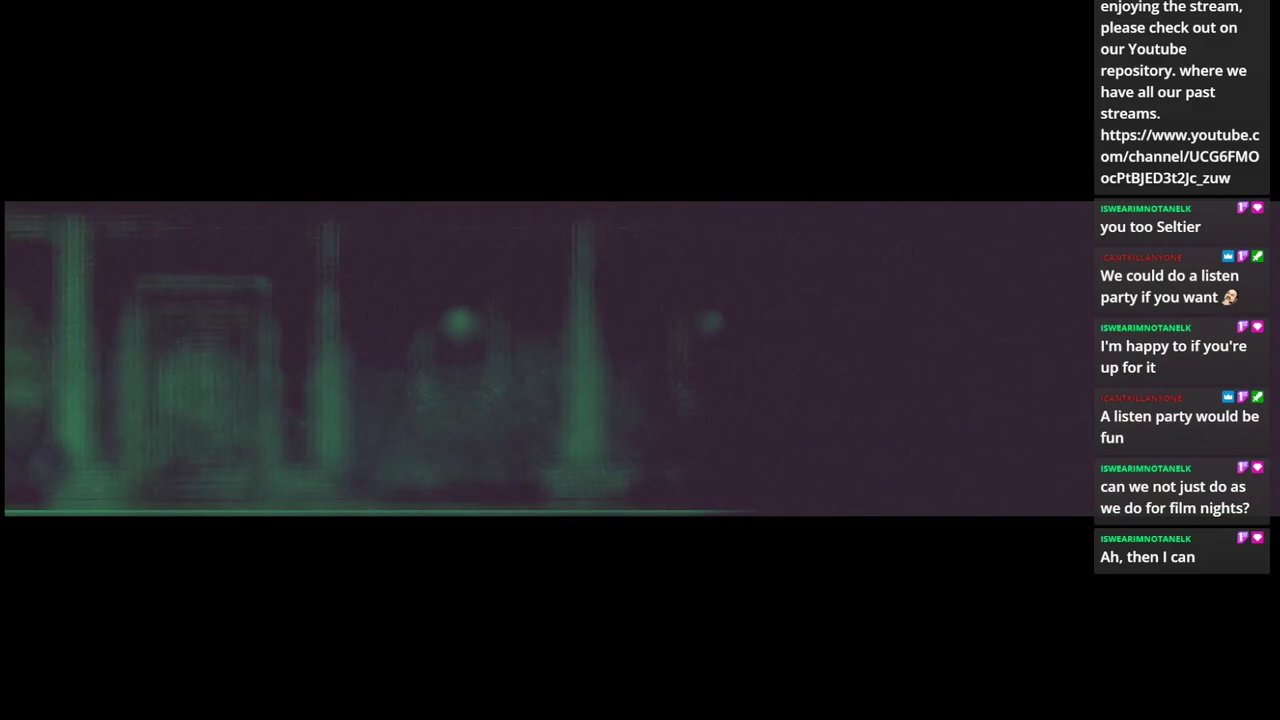 enjoying the stream,
please check out on
our Youtube
repository. where we
have all our past
streams.
https://www.youtube.c
om/channel/UCG6FMO
ocPtBJED3t2Jc_zuw
ISWEARIMNOTANELK
you too Seltier
ICANTKILLANYONE
We could do a listen
party if you want
ISWEARIMNOTANELK
I'm happy to if you're
up for it
ICANTKILLANYONE
A listen party would be
fun
ISWEARIMNOTANELK
can we not just do as
we do for film nights?
ISWEARIMNOTANELK
Ah, then I can